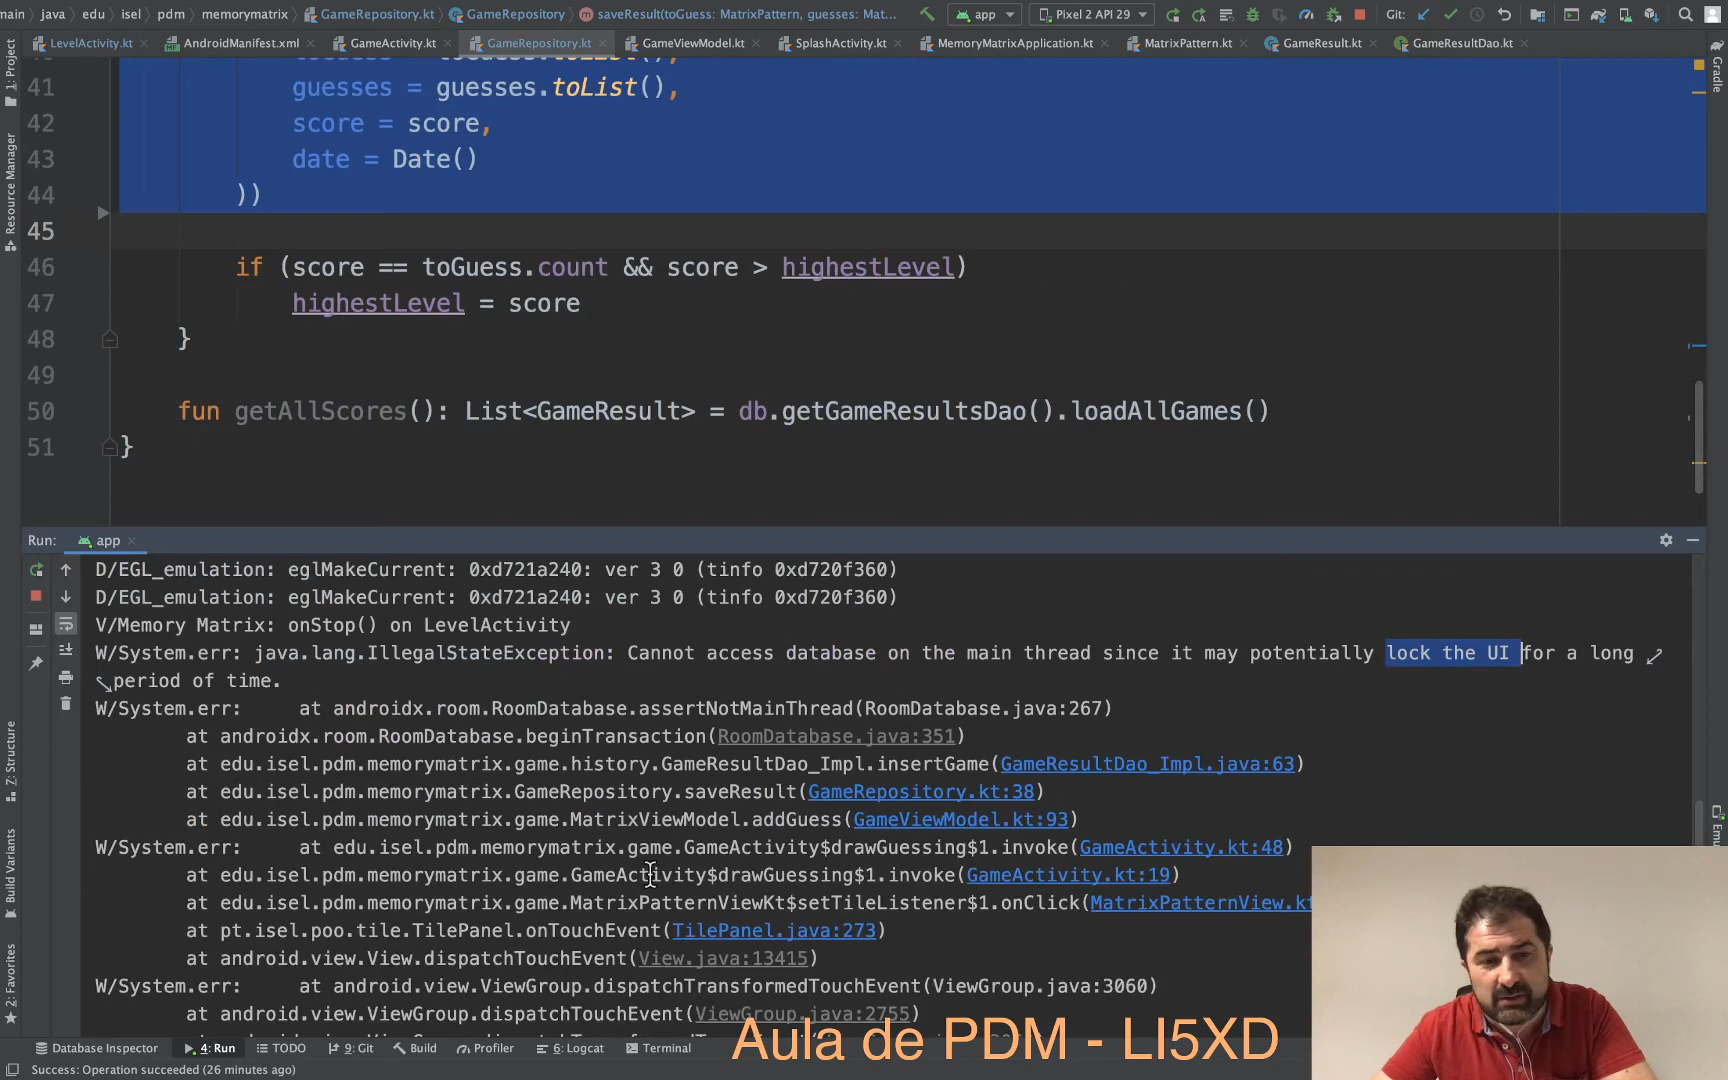 main
java
edu
isel
pdm
memorymatrix
GameRepository.kt
GameRepository
saveResult(toGuess: MatrixPattern, guesses: Mat...
app
Pixel 2 API 29
Git:
LevelActivity.kt
AndroidManifest.xml
GameActivity.kt
GameRepository.kt
GameViewModel.kt
SplashActivity.kt
MemoryMatrixApplication.kt
MatrixPattern.kt
GameResult.kt
GameResultDao.kt
1: Project
Resource Manager
Z: Structure
Build Variants
2: Favorites
Gradle
41 guesses = guesses.toList(),
42 score = score,
43 date = Date()
44 ))
45
46 if (score == toGuess.count && score > highestLevel)
47 highestLevel = score
48 }
49
50 fun getAllScores(): List<GameResult> = db.getGameResultsDao().loadAllGames()
51 }
Run: app
D/EGL_emulation: eglMakeCurrent: 0xd721a240: ver 3 0 (tinfo 0xd720f360)
D/EGL_emulation: eglMakeCurrent: 0xd721a240: ver 3 0 (tinfo 0xd720f360)
V/Memory Matrix: onStop() on LevelActivity
W/System.err: java.lang.IllegalStateException: Cannot access database on the main thread since it may potentially lock the UI for a long
period of time.
W/System.err:     at androidx.room.RoomDatabase.assertNotMainThread(RoomDatabase.java:267)
at androidx.room.RoomDatabase.beginTransaction(RoomDatabase.java:351)
at edu.isel.pdm.memorymatrix.game.history.GameResultDao_Impl.insertGame(GameResultDao_Impl.java:63)
at edu.isel.pdm.memorymatrix.GameRepository.saveResult(GameRepository.kt:38)
at edu.isel.pdm.memorymatrix.game.MatrixViewModel.addGuess(GameViewModel.kt:93)
W/System.err:     at edu.isel.pdm.memorymatrix.game.GameActivity$drawGuessing$1.invoke(GameActivity.kt:48)
at edu.isel.pdm.memorymatrix.game.GameActivity$drawGuessing$1.invoke(GameActivity.kt:19)
at edu.isel.pdm.memorymatrix.game.MatrixPatternViewKt$setTileListener$1.onClick(MatrixPatternView.kt
at pt.isel.poo.tile.TilePanel.onTouchEvent(TilePanel.java:273)
at android.view.View.dispatchTouchEvent(View.java:13415)
W/System.err:     at android.view.ViewGroup.dispatchTransformedTouchEvent(ViewGroup.java:3060)
at android.view.ViewGroup.dispatchTouchEvent(ViewGroup.java:2755)
Aula de PDM - LI5XD
Database Inspector
4: Run
TODO
9: Git
Build
Profiler
6: Logcat
Terminal
Success: Operation succeeded (26 minutes ago)